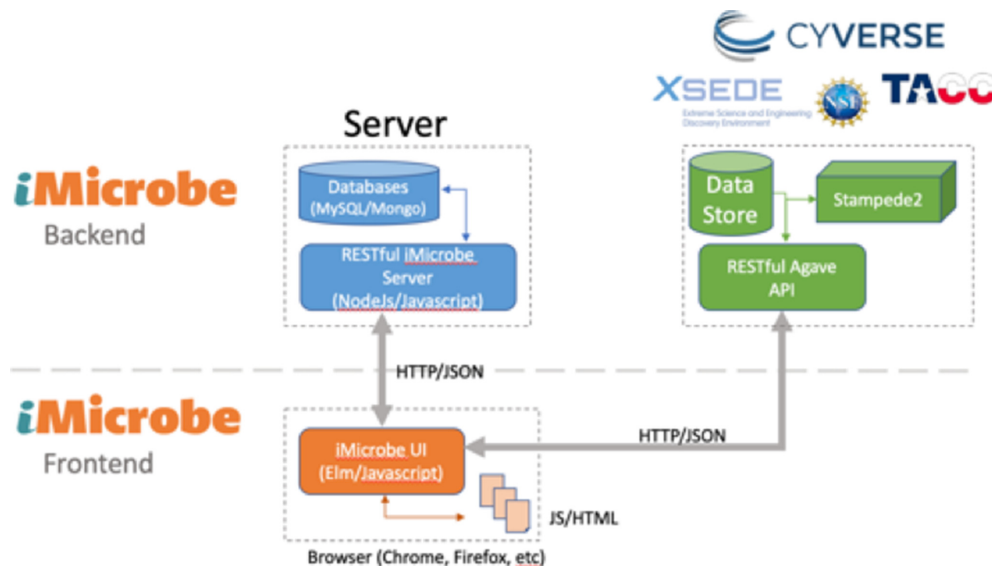 CYVERSE
XSEDE
Extreme Science and Engineering
Discovery Environment
NSF
TACC
Server
iMicrobe
Backend
Databases
(MySQL/Mongo)
RESTful iMicrobe
Server
(NodeJs/Javascript)
Data
Store
Stampede2
RESTful Agave
API
HTTP/JSON
iMicrobe
Frontend
iMicrobe UI
(Elm/Javascript)
HTTP/JSON
JS/HTML
Browser (Chrome, Firefox, etc)